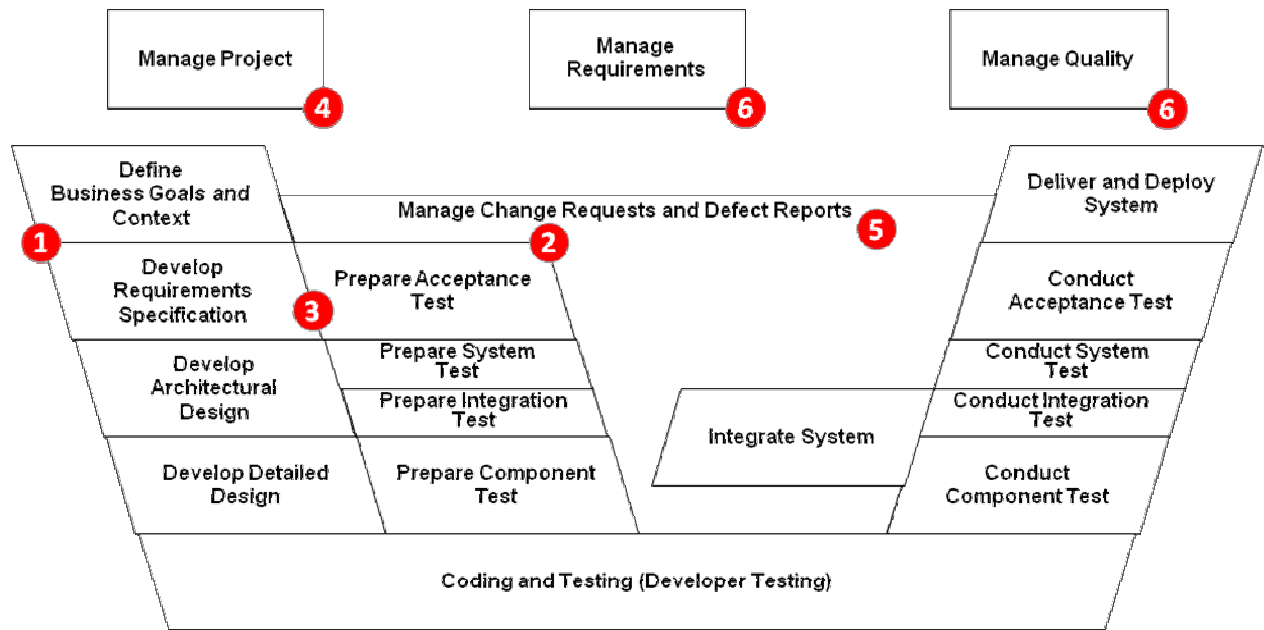 Manage Project
4
Manage
Requirements
6
Manage Quality
6
Define
Business Goals and
Context
1
Manage Change Requests and Defect Reports
5
Deliver and Deploy
System
Develop
Requirements
Specification
3
2
Prepare Acceptance
Test
Conduct
Acceptance Test
Develop
Architectural
Design
Prepare System
Test
Conduct System
Test
Prepare Integration
Test
Integrate System
Conduct Integration
Test
Develop Detailed
Design
Prepare Component
Test
Conduct
Component Test
Coding and Testing (Developer Testing)